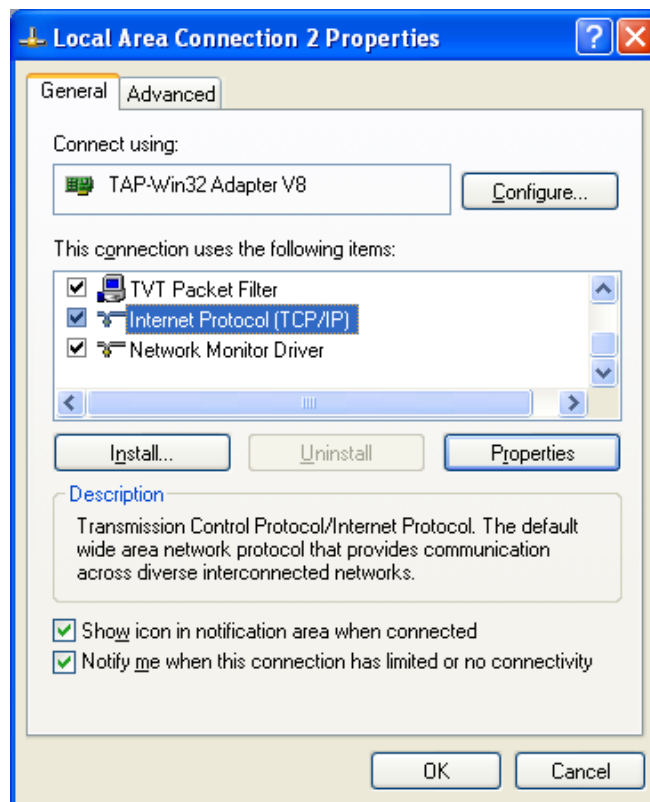 Local Area Connection 2 Properties
General
Advanced
Connect using:
TAP-Win32 Adapter V8
Configure...
This connection uses the following items:
TVT Packet Filter
Internet Protocol (TCP/IP)
Network Monitor Driver
Install...
Uninstall
Properties
Description
Transmission Control Protocol/Internet Protocol. The default
wide area network protocol that provides communication
across diverse interconnected networks.
Show icon in notification area when connected
Notify me when this connection has limited or no connectivity
OK
Cancel